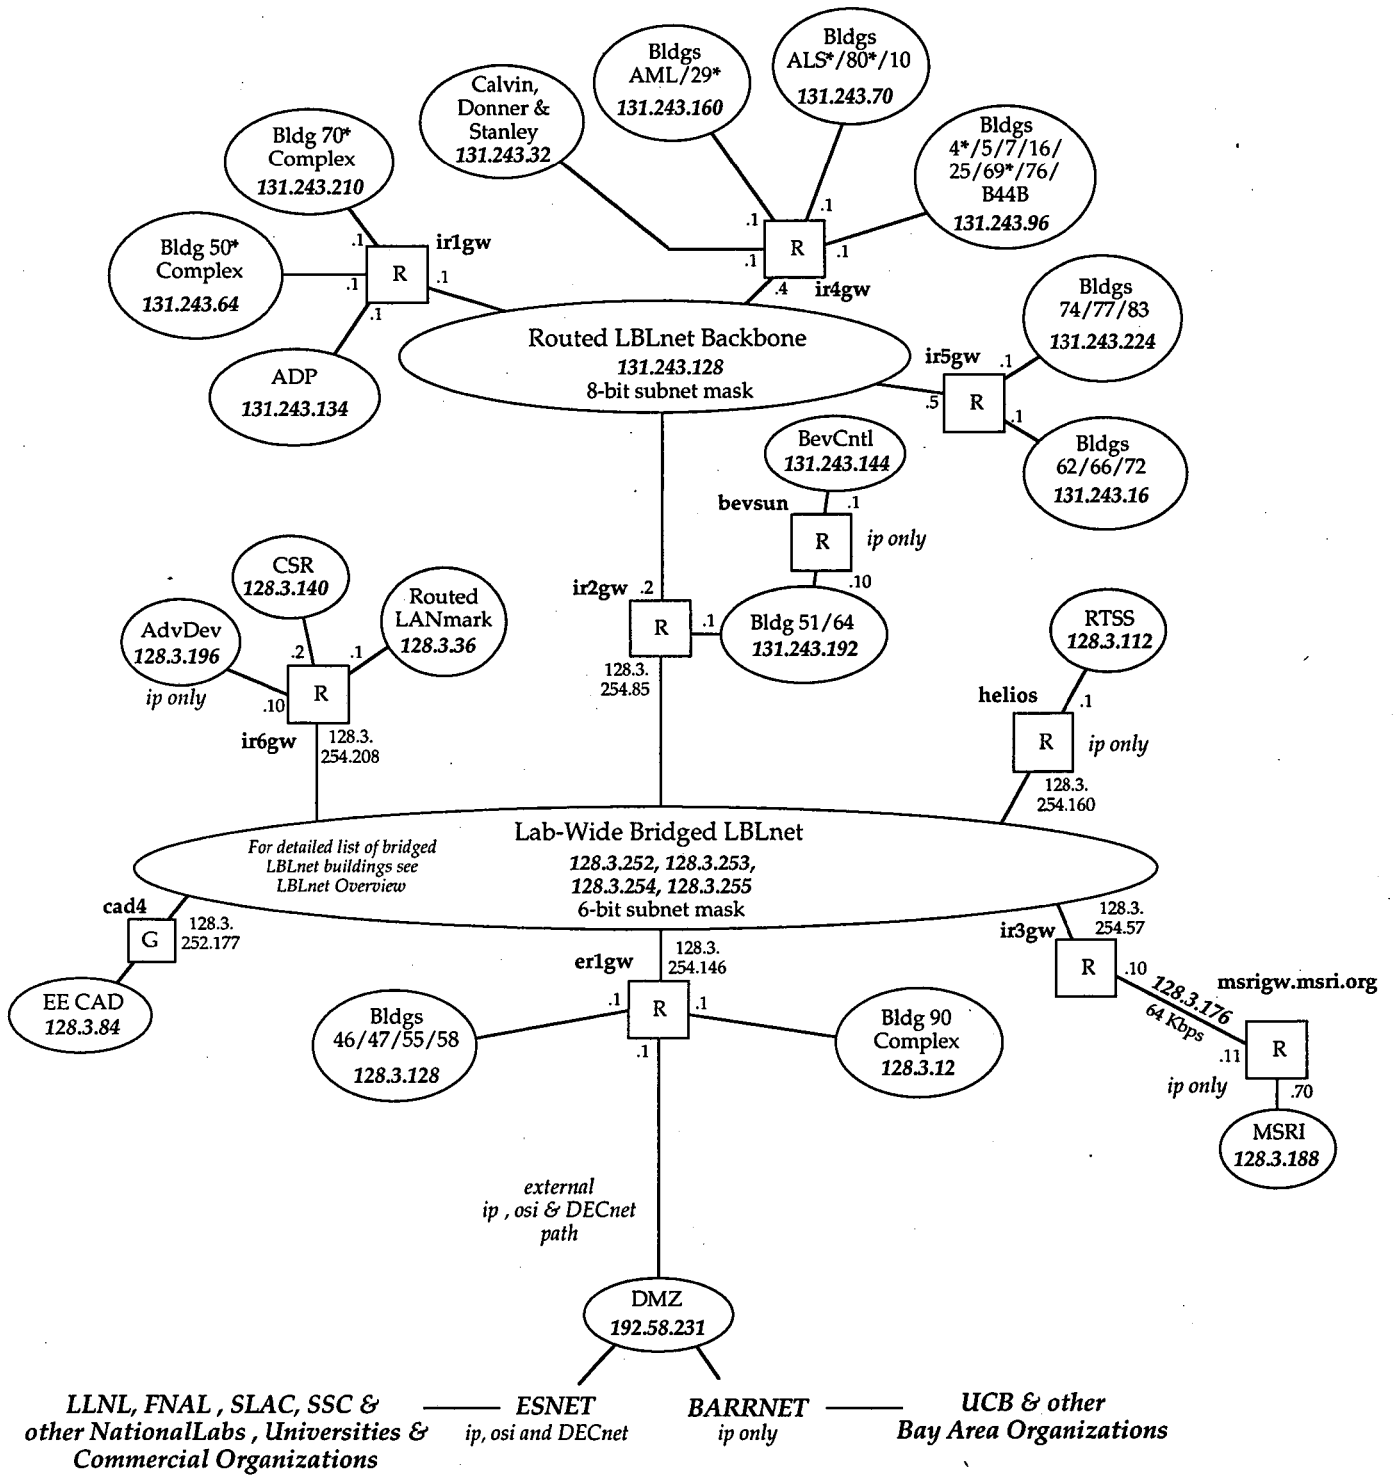 Bldgs
ALS*/80*/10
131.243.70
Bldgs
AML/29*
131.243.160
Calvin,
Donner &
Stanley
131.243.32
Bldgs
4*/5/7/16/
25/69*/76/
B44B
131.243.96
Bldg 70*
Complex
131.243.210
Bldg 50*
Complex
131.243.64
ADP
131.243.134
.1
.1
.1
R
.1
ir1gw
.1
.1
.1
.1
R
.4
ir4gw
Routed LBLnet Backbone
131.243.128
8-bit subnet mask
Bldgs
74/77/83
131.243.224
ir5gw
.1
.5
R
.1
Bldgs
62/66/72
131.243.16
BevCntl
131.243.144
bevsun
.1
R
ip only
.10
ir2gw
.2
R
.1
Bldg 51/64
131.243.192
128.3.
254.85
CSR
128.3.140
Routed
LANmark
128.3.36
AdvDev
128.3.196
ip only
.2
.1
.10
R
ir6gw
128.3.
254.208
RTSS
128.3.112
helios
.1
R
ip only
128.3.
254.160
Lab-Wide Bridged LBLnet
128.3.252, 128.3.253,
128.3.254, 128.3.255
6-bit subnet mask
For detailed list of bridged
LBLnet buildings see
LBLnet Overview
cad4
G
128.3.
252.177
EE CAD
128.3.84
er1gw
128.3.
254.146
.1
R
.1
.1
Bldgs
46/47/55/58
128.3.128
Bldg 90
Complex
128.3.12
ir3gw
128.3.
254.57
R
.10
128.3.176
64 Kbps
msrigw.msri.org
.11
R
ip only
.70
MSRI
128.3.188
external
ip , osi & DECnet
path
DMZ
192.58.231
LLNL, FNAL , SLAC, SSC &
other NationalLabs , Universities &
Commercial Organizations
ESNET
ip, osi and DECnet
BARRNET
ip only
UCB & other
Bay Area Organizations